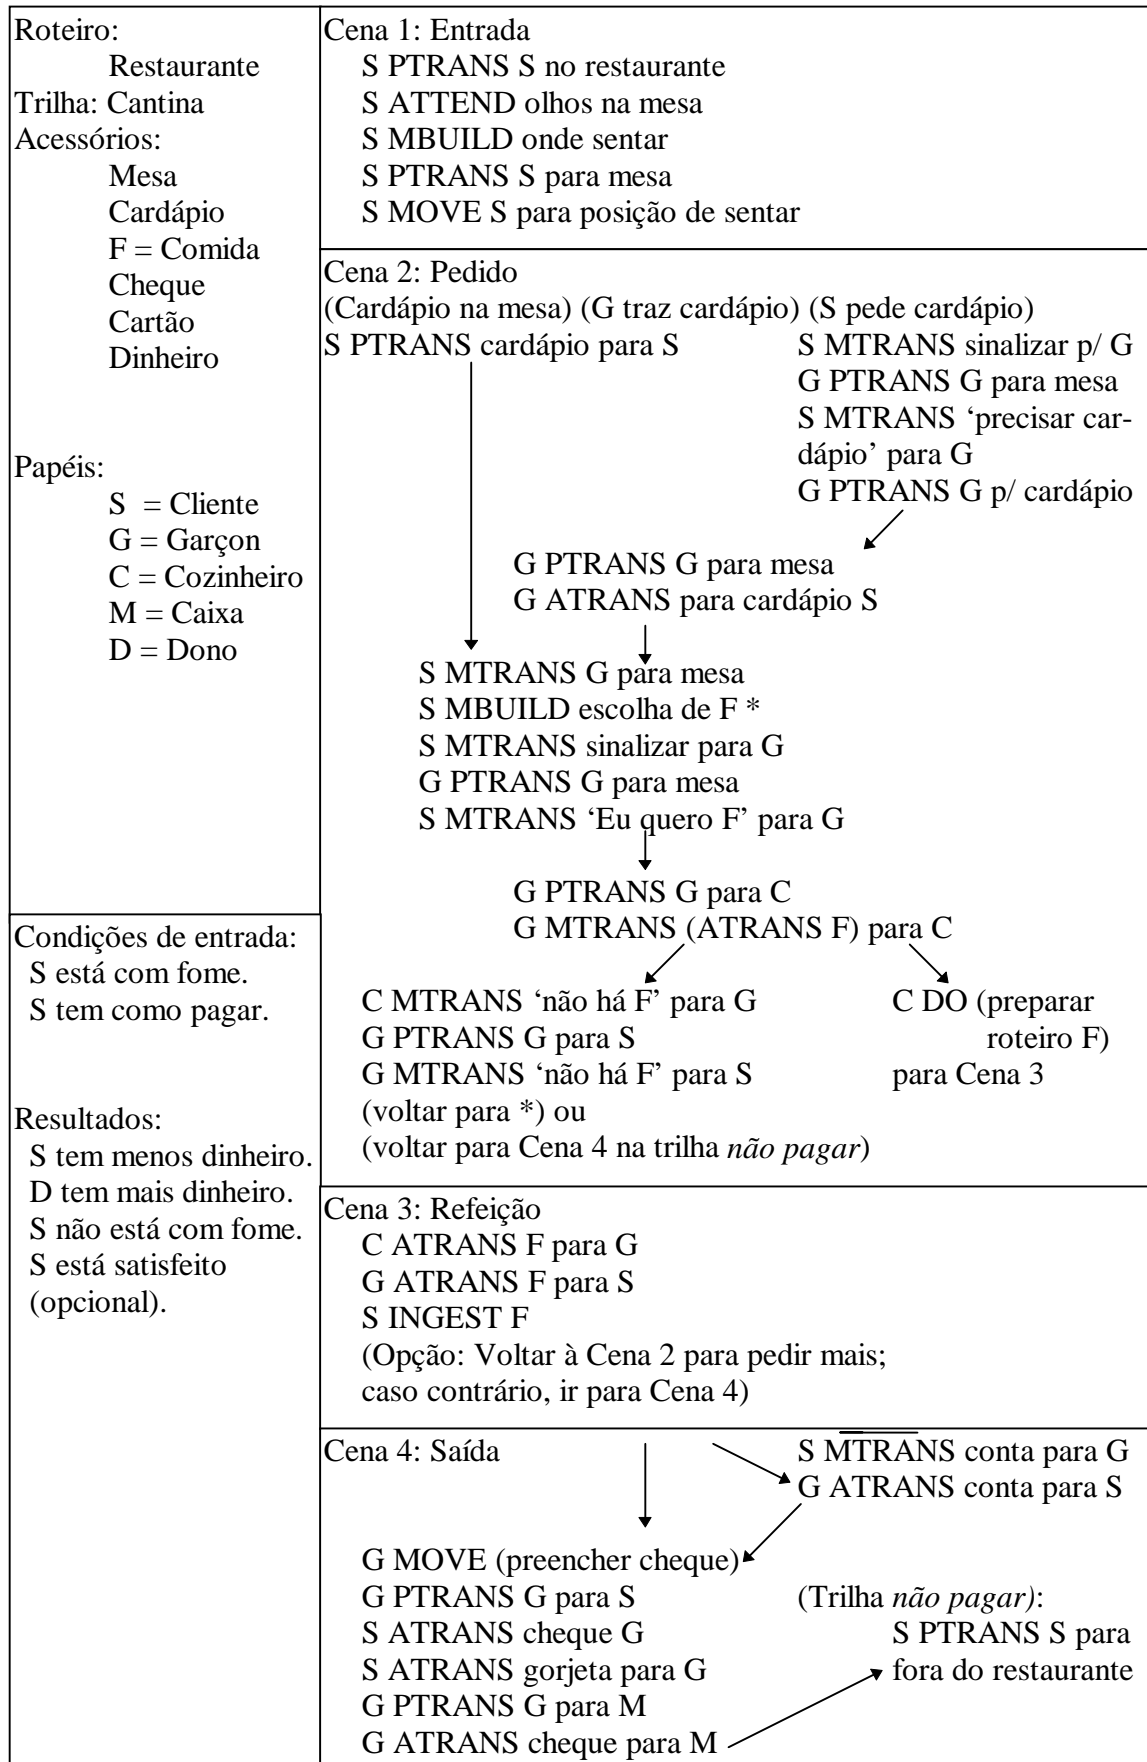 Roteiro:
Restaurante
Trilha: Cantina
Acessórios:
Mesa
Cardápio
F = Comida
Cheque
Cartão
Dinheiro
Papéis:
S = Cliente
G = Garçon
C = Cozinheiro
M = Caixa
D = Dono
Condições de entrada:
S está com fome.
S tem como pagar.
Resultados:
S tem menos dinheiro.
D tem mais dinheiro.
S não está com fome.
S está satisfeito
(opcional).
Cena 1: Entrada
S PTRANS S no restaurante
S ATTEND olhos na mesa
S MBUILD onde sentar
S PTRANS S para mesa
S MOVE S para posição de sentar
Cena 2: Pedido
(Cardápio na mesa) (G traz cardápio) (S pede cardápio)
S PTRANS cardápio para S
S MTRANS sinalizar p/ G
G PTRANS G para mesa
S MTRANS ‘precisar car-
dápio’ para G
G PTRANS G p/ cardápio
G PTRANS G para mesa
G ATRANS para cardápio S
S MTRANS G para mesa
S MBUILD escolha de F *
S MTRANS sinalizar para G
G PTRANS G para mesa
S MTRANS ‘Eu quero F’ para G
G PTRANS G para C
G MTRANS (ATRANS F) para C
C MTRANS ‘não há F’ para G
G PTRANS G para S
G MTRANS ‘não há F’ para S
(voltar para *) ou
(voltar para Cena 4 na trilha não pagar)
C DO (preparar
roteiro F)
para Cena 3
Cena 3: Refeição
C ATRANS F para G
G ATRANS F para S
S INGEST F
(Opção: Voltar à Cena 2 para pedir mais;
caso contrário, ir para Cena 4)
Cena 4: Saída
S MTRANS conta para G
G ATRANS conta para S
G MOVE (preencher cheque)
G PTRANS G para S
S ATRANS cheque G
S ATRANS gorjeta para G
G PTRANS G para M
G ATRANS cheque para M
(Trilha não pagar):
S PTRANS S para
fora do restaurante